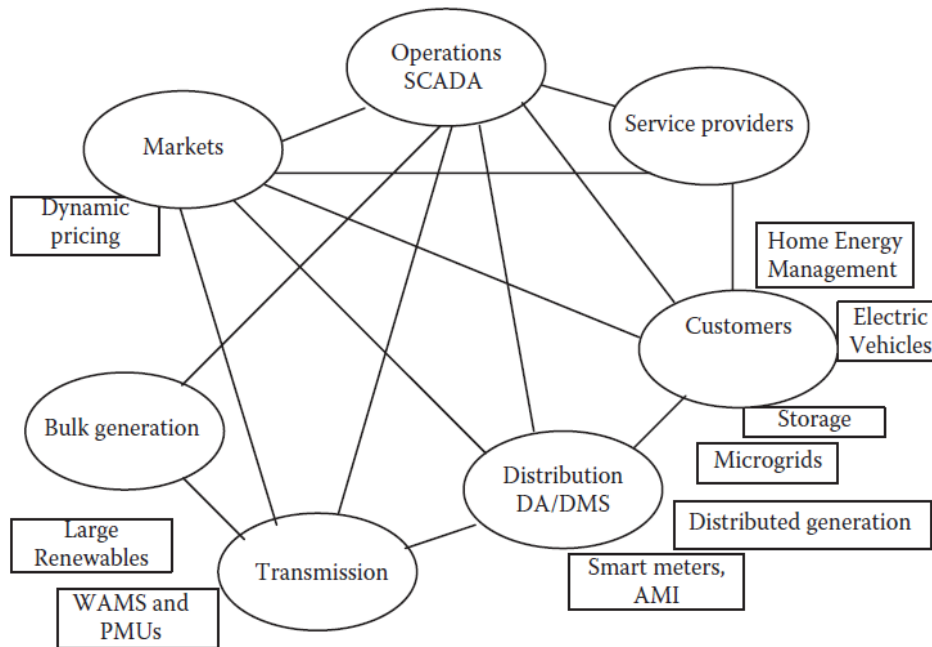 Operations
SCADA
Service providers
Markets
Dynamic
pricing
Home Energy
Management
Customers
Electric
Vehicles
Storage
Bulk generation
Microgrids
Distribution
DA/DMS
Distributed generation
Large
Renewables
Transmission
Smart meters,
AMI
WAMS and
PMUs